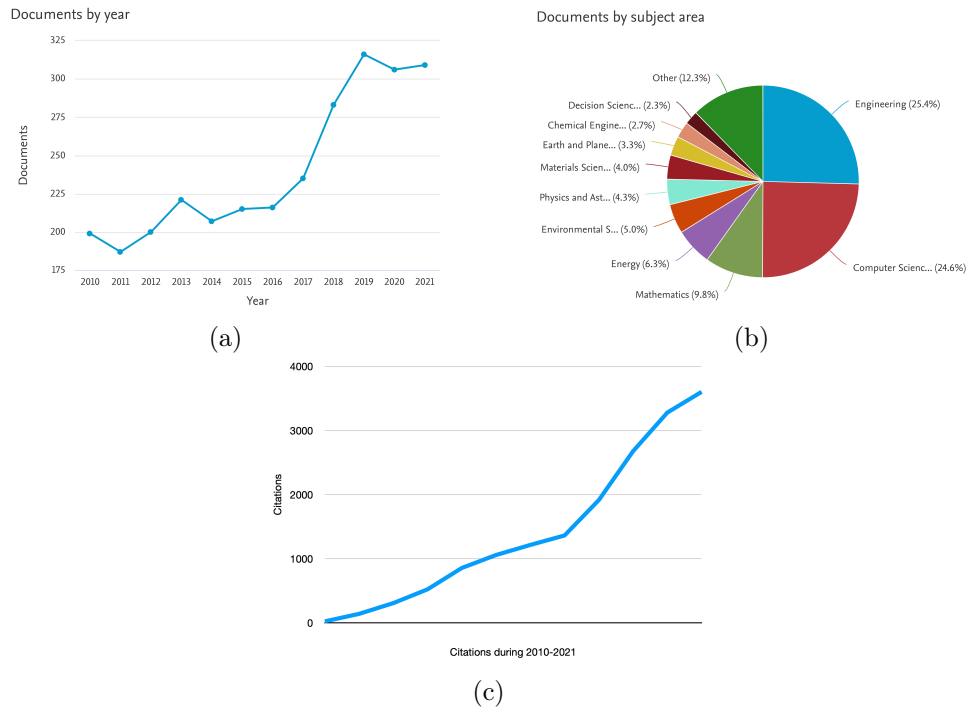 Documents by year
325
300
275
250
225
200
175
Documents
2010 2011 2012 2013 2014 2015 2016 2017 2018 2019 2020 2021
Year
(a)
Documents by subject area
Other (12.3%)
Decision Scienc... (2.3%)
Chemical Engine... (2.7%)
Earth and Plane... (3.3%)
Materials Scien... (4.0%)
Physics and Ast... (4.3%)
Environmental S... (5.0%)
Energy (6.3%)
Mathematics (9.8%)
Engineering (25.4%)
Computer Scienc... (24.6%)
(b)
4000
3000
2000
1000
0
Citations
Citations during 2010-2021
(c)